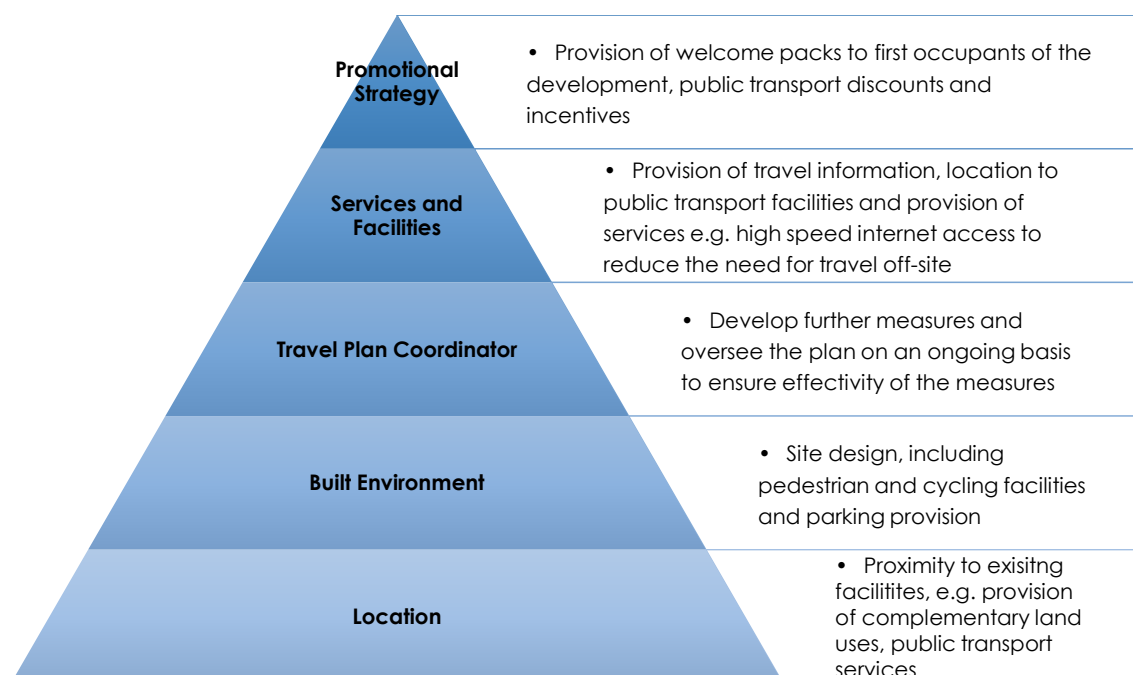 Promotional
Strategy
• Provision of welcome packs to first occupants of the
development, public transport discounts and
incentives
Services and
Facilities
• Provision of travel information, location to
public transport facilities and provision of
services e.g. high speed internet access to
reduce the need for travel off-site
Travel Plan Coordinator
• Develop further measures and
oversee the plan on an ongoing basis
to ensure effectivity of the measures
Built Environment
• Site design, including
pedestrian and cycling facilities
and parking provision
Location
• Proximity to exisitng
facilitites, e.g. provision
of complementary land
uses, public transport
services